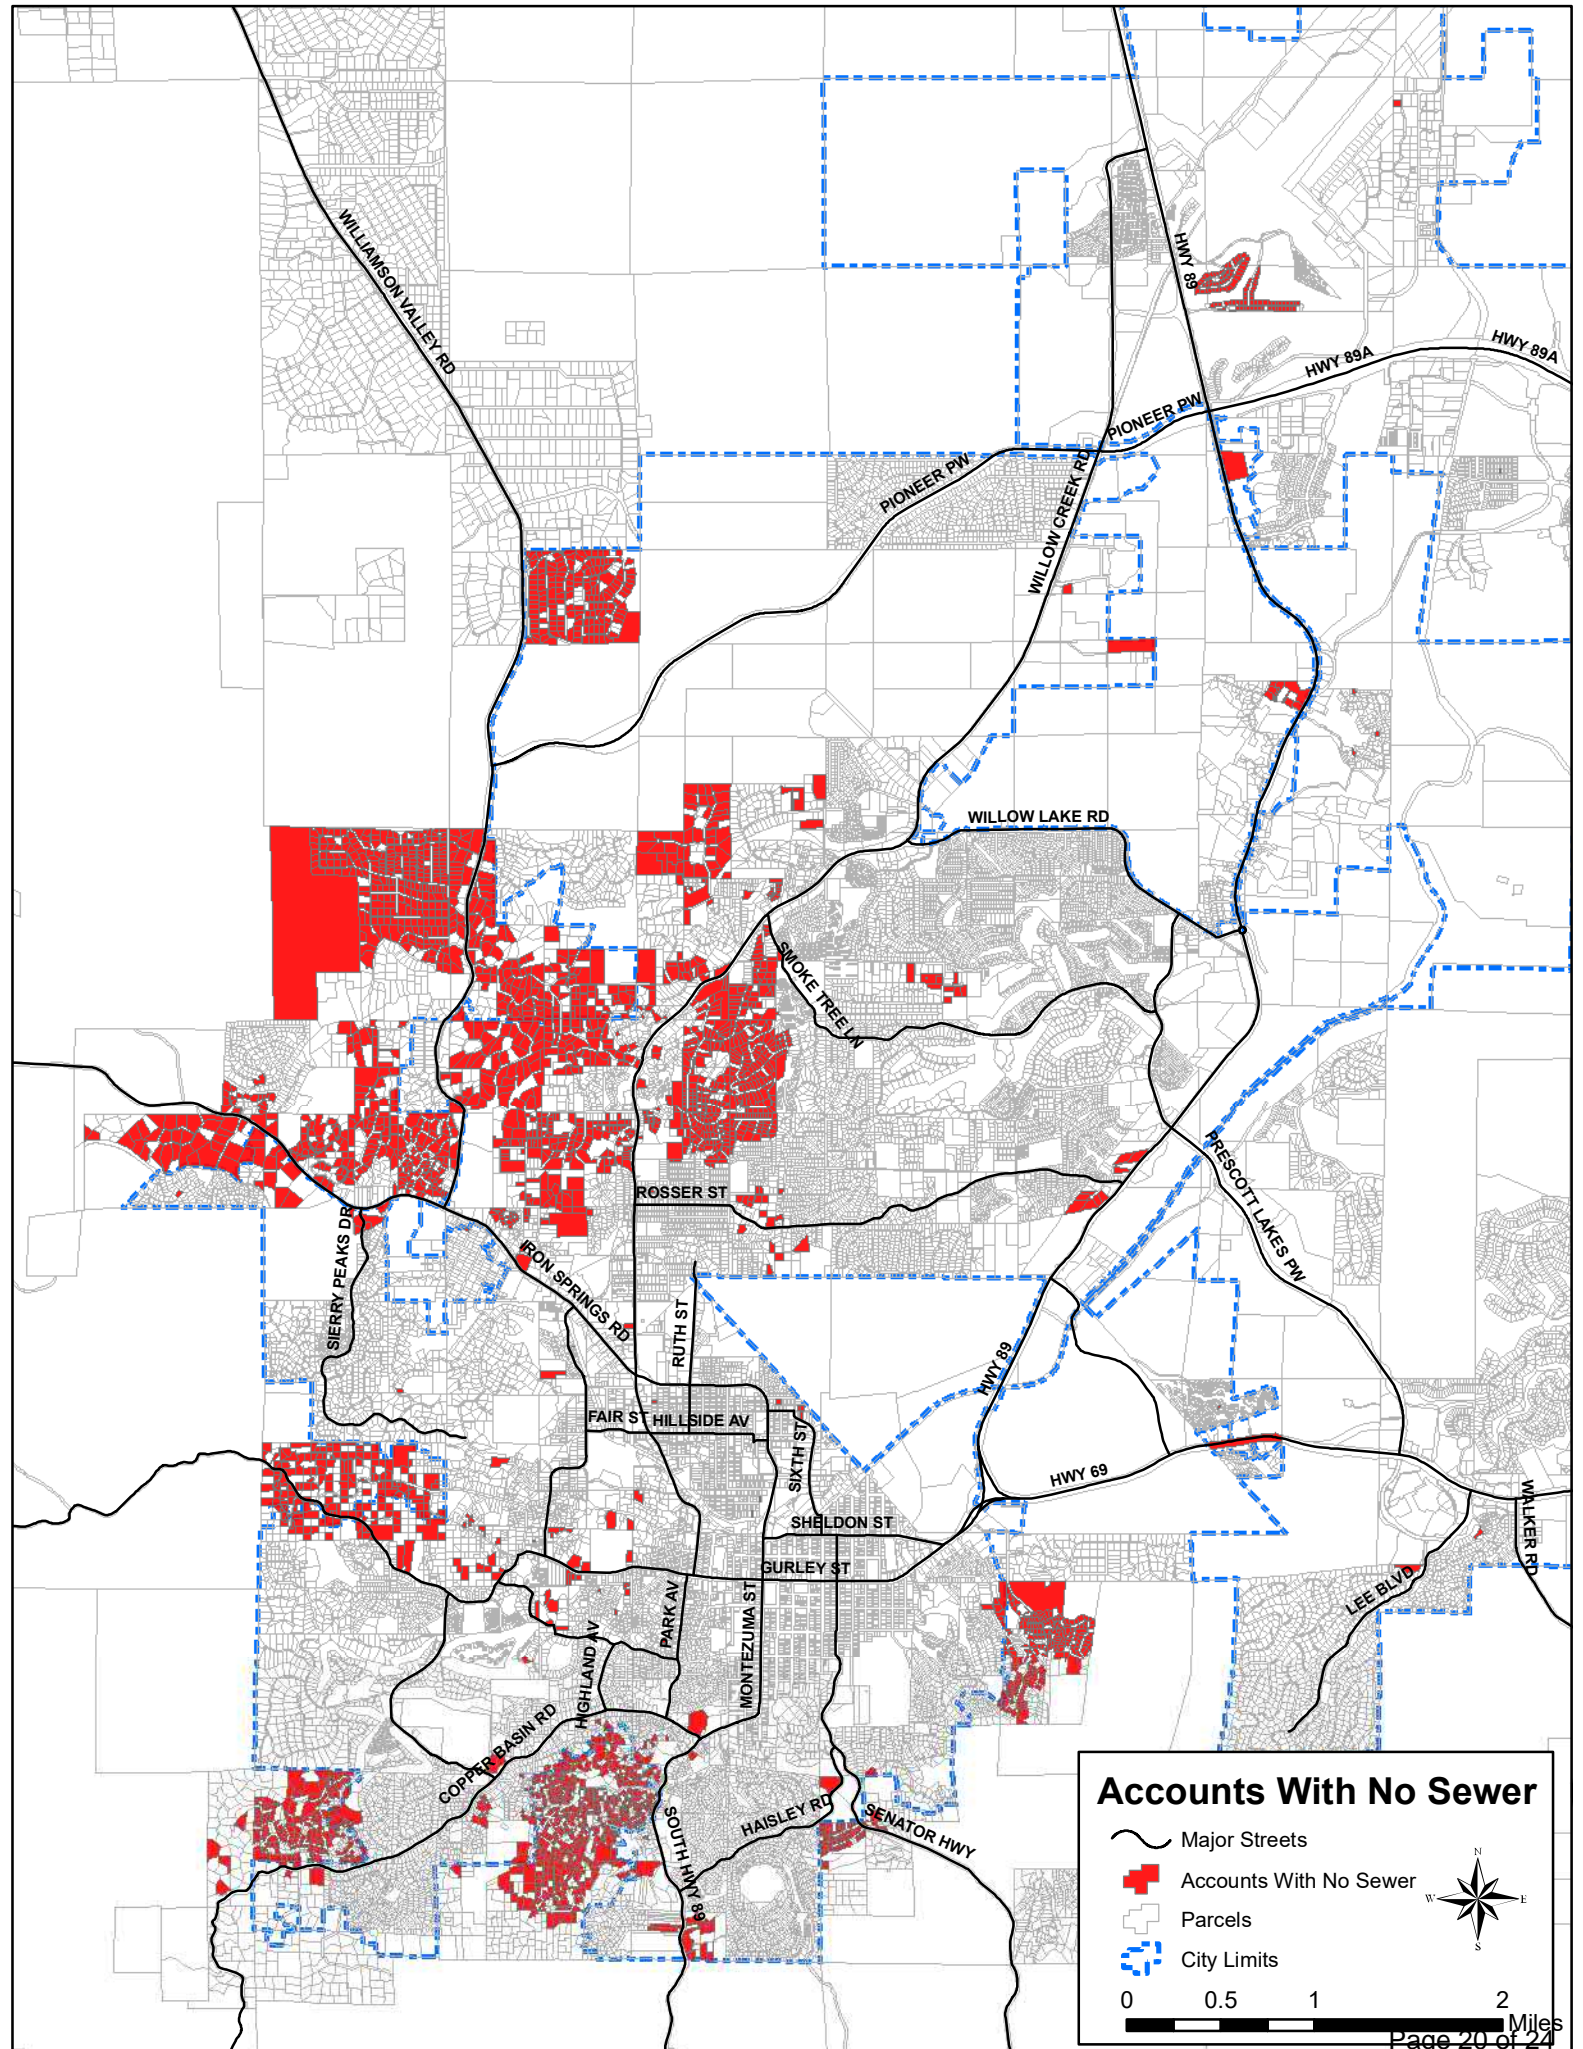 WILLIAMSON VALLEY RD
HWY 89
HWY 89A
HWY 89A
PIONEER PW
PIONEER PW
WILLOW CREEK RD
WILLOW LAKE RD
SMOKE TREE LN
ROSSER ST
PRESCOTT LAKES PW
SIERRY PEAKS DR
IRON SPRINGS RD
RUTH ST
HWY 89
FAIR ST
HILLSIDE AV
SIXTH ST
HWY 69
SHELDON ST
WALKER RD
GURLEY ST
LEE BLVD
PARK AV
MONTEZUMA ST
HIGHLAND AV
COPPER BASIN RD
SOUTH HWY 89
HAISLEY RD
SENATOR HWY
Accounts With No Sewer
Major Streets
Accounts With No Sewer
Parcels
City Limits
N
W
E
S
0 0.5 1 2
Miles
Page 20 of 24